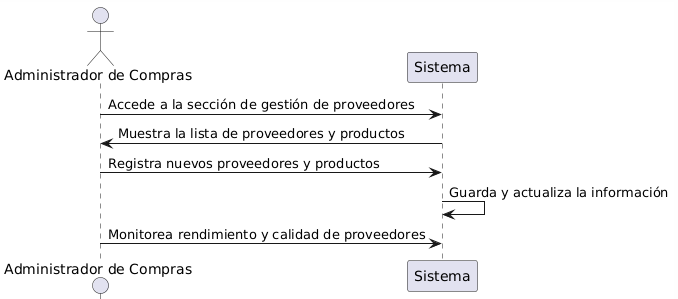 Administrador de Compras
Sistema
Accede a la sección de gestión de proveedores
Muestra la lista de proveedores y productos
Registra nuevos proveedores y productos
Guarda y actualiza la información
Monitorea rendimiento y calidad de proveedores
Administrador de Compras
Sistema